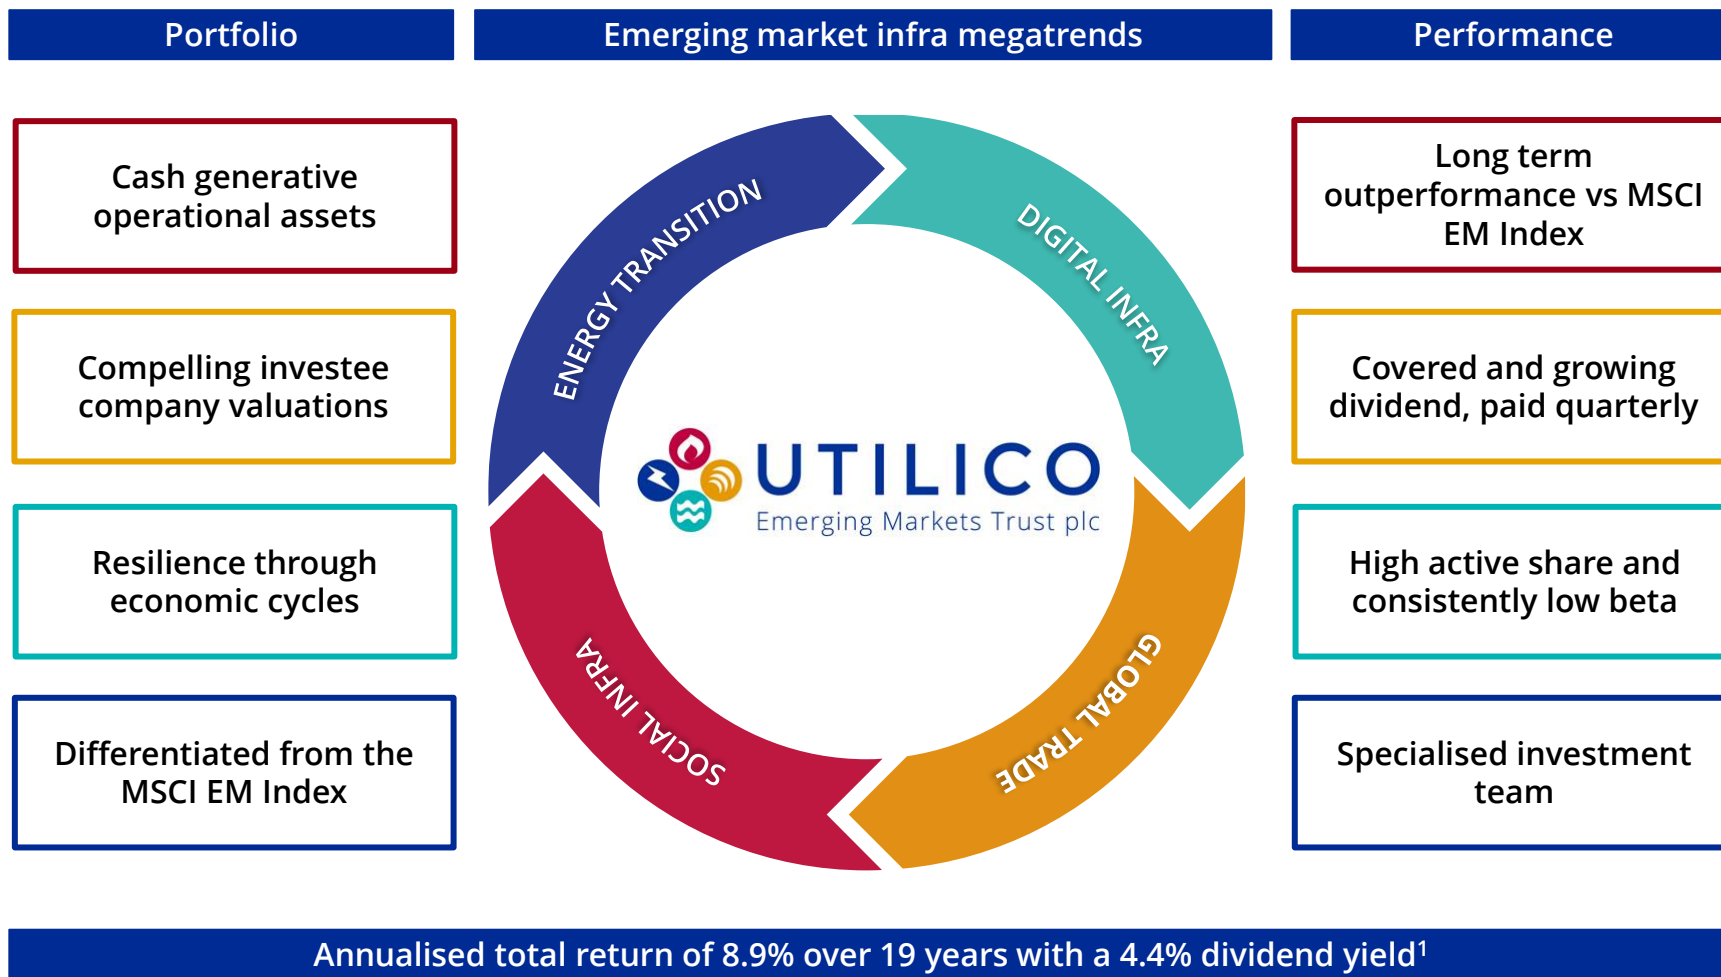 Portfolio
Emerging market infra megatrends
Performance
Cash generative
operational assets
Compelling investee
company valuations
Resilience through
economic cycles
Differentiated from the
MSCI EM Index
ENERGY TRANSITION
DIGITAL INFRA
GLOBAL TRADE
SOCIAL INFRA
UTILICO
Emerging Markets Trust plc
Long term
outperformance vs MSCI
EM Index
Covered and growing
dividend, paid quarterly
High active share and
consistently low beta
Specialised investment
team
Annualised total return of 8.9% over 19 years with a 4.4% dividend yield¹